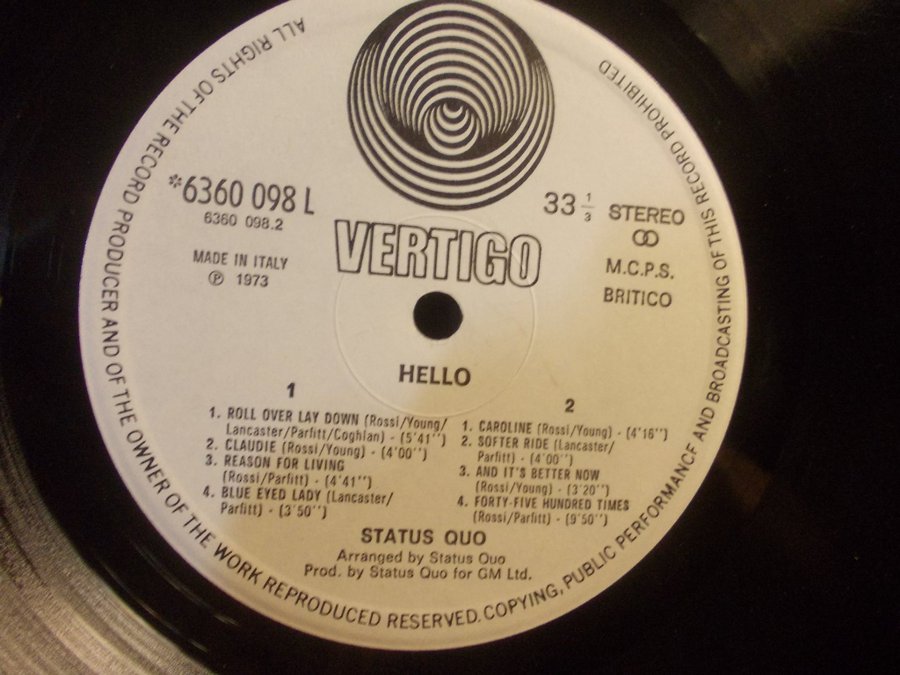 ALL RIGHTS OF THE RECORD PRODUCER AND OF THE OWNER OF THE WORK REPRODUCED RESERVED. COPYING, PUBLIC PERFORMANCE AND BROADCASTING OF THIS RECORD PROHIBITED
*6360 098 L
6360 098.2
MADE IN ITALY
Ⓟ 1973
33 1/3 STEREO
M.C.P.S.
BRITICO
VERTIGO
HELLO
1
1. ROLL OVER LAY DOWN (Rossi/Young/
Lancaster/Parfitt/Coghlan) - (5'41'')
2. CLAUDIE (Rossi/Young) - (4'00'')
3. REASON FOR LIVING
(Rossi/Parfitt) - (4'41'')
4. BLUE EYED LADY (Lancaster/
Parfitt) - (3'50'')
2
1. CAROLINE (Rossi/Young) - (4'16'')
2. SOFTER RIDE (Lancaster/
Parfitt) - (4'00'')
3. AND IT'S BETTER NOW
(Rossi/Young) - (3'20'')
4. FORTY-FIVE HUNDRED TIMES
(Rossi/Parfitt) - (9'50'')
STATUS QUO
Arranged by Status Quo
Prod. by Status Quo for GM Ltd.